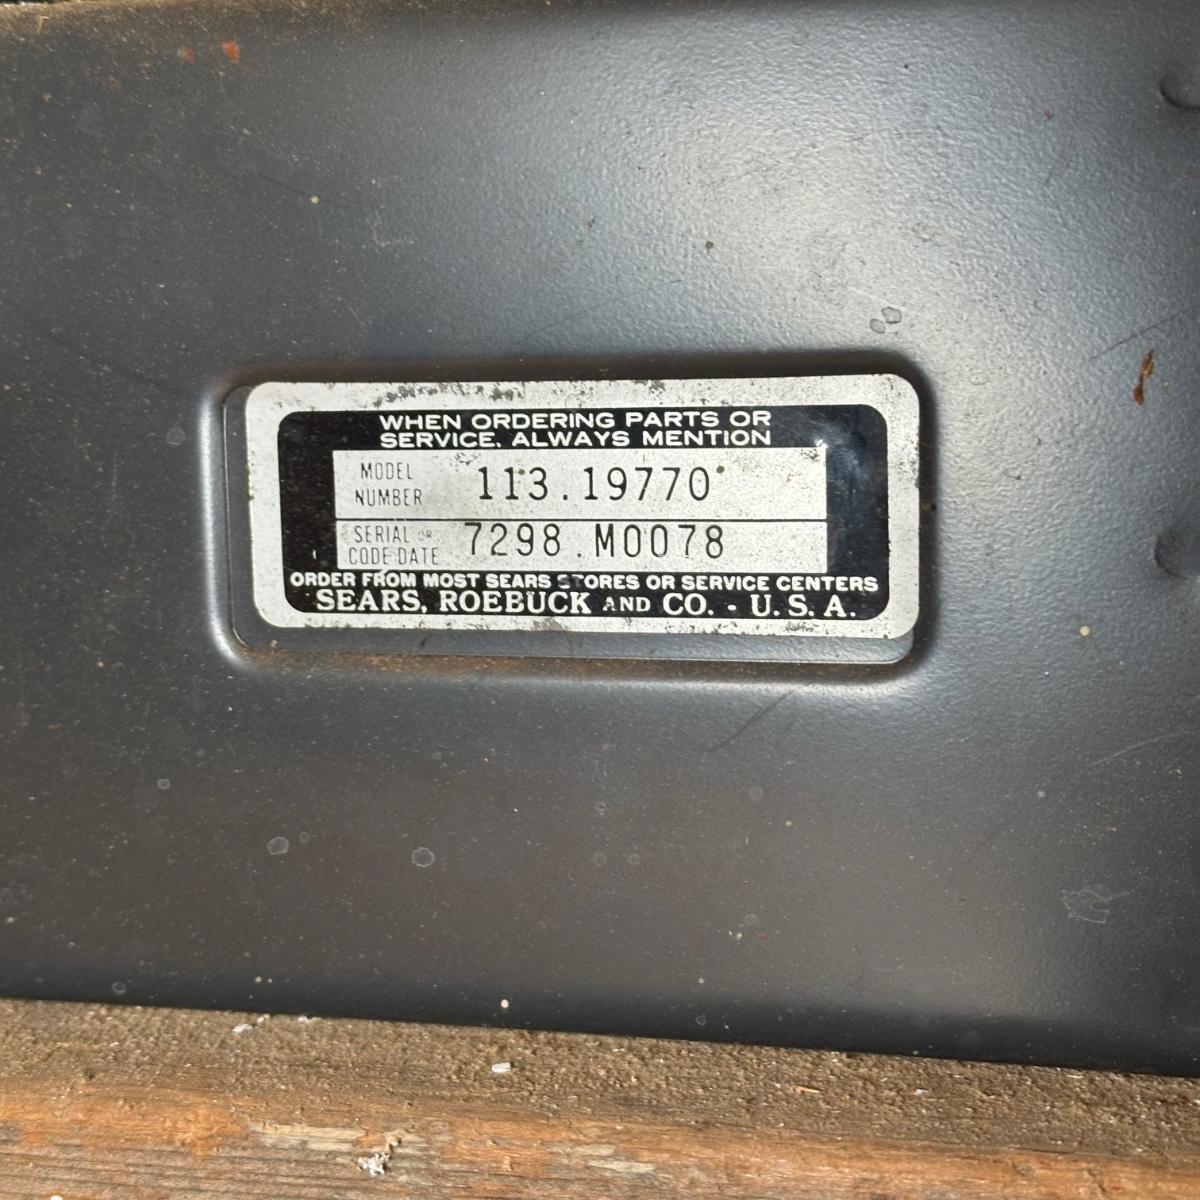 WHEN ORDERING PARTS OR
SERVICE, ALWAYS MENTION
MODEL
NUMBER
113.19770
SERIAL OR
CODE DATE
7298.M0078
ORDER FROM MOST SEARS STORES OR SERVICE CENTERS
SEARS, ROEBUCK AND CO. - U.S.A.